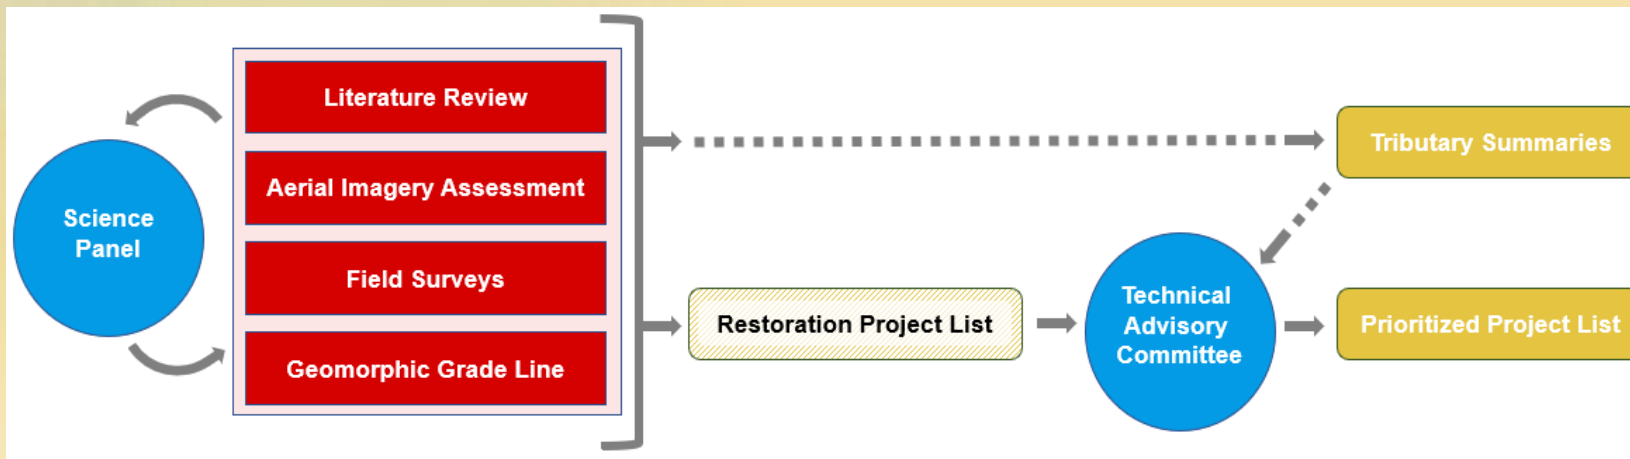 Science
Panel
Literature Review
Aerial Imagery Assessment
Field Surveys
Geomorphic Grade Line
Restoration Project List
Technical
Advisory
Committee
Tributary Summaries
Prioritized Project List